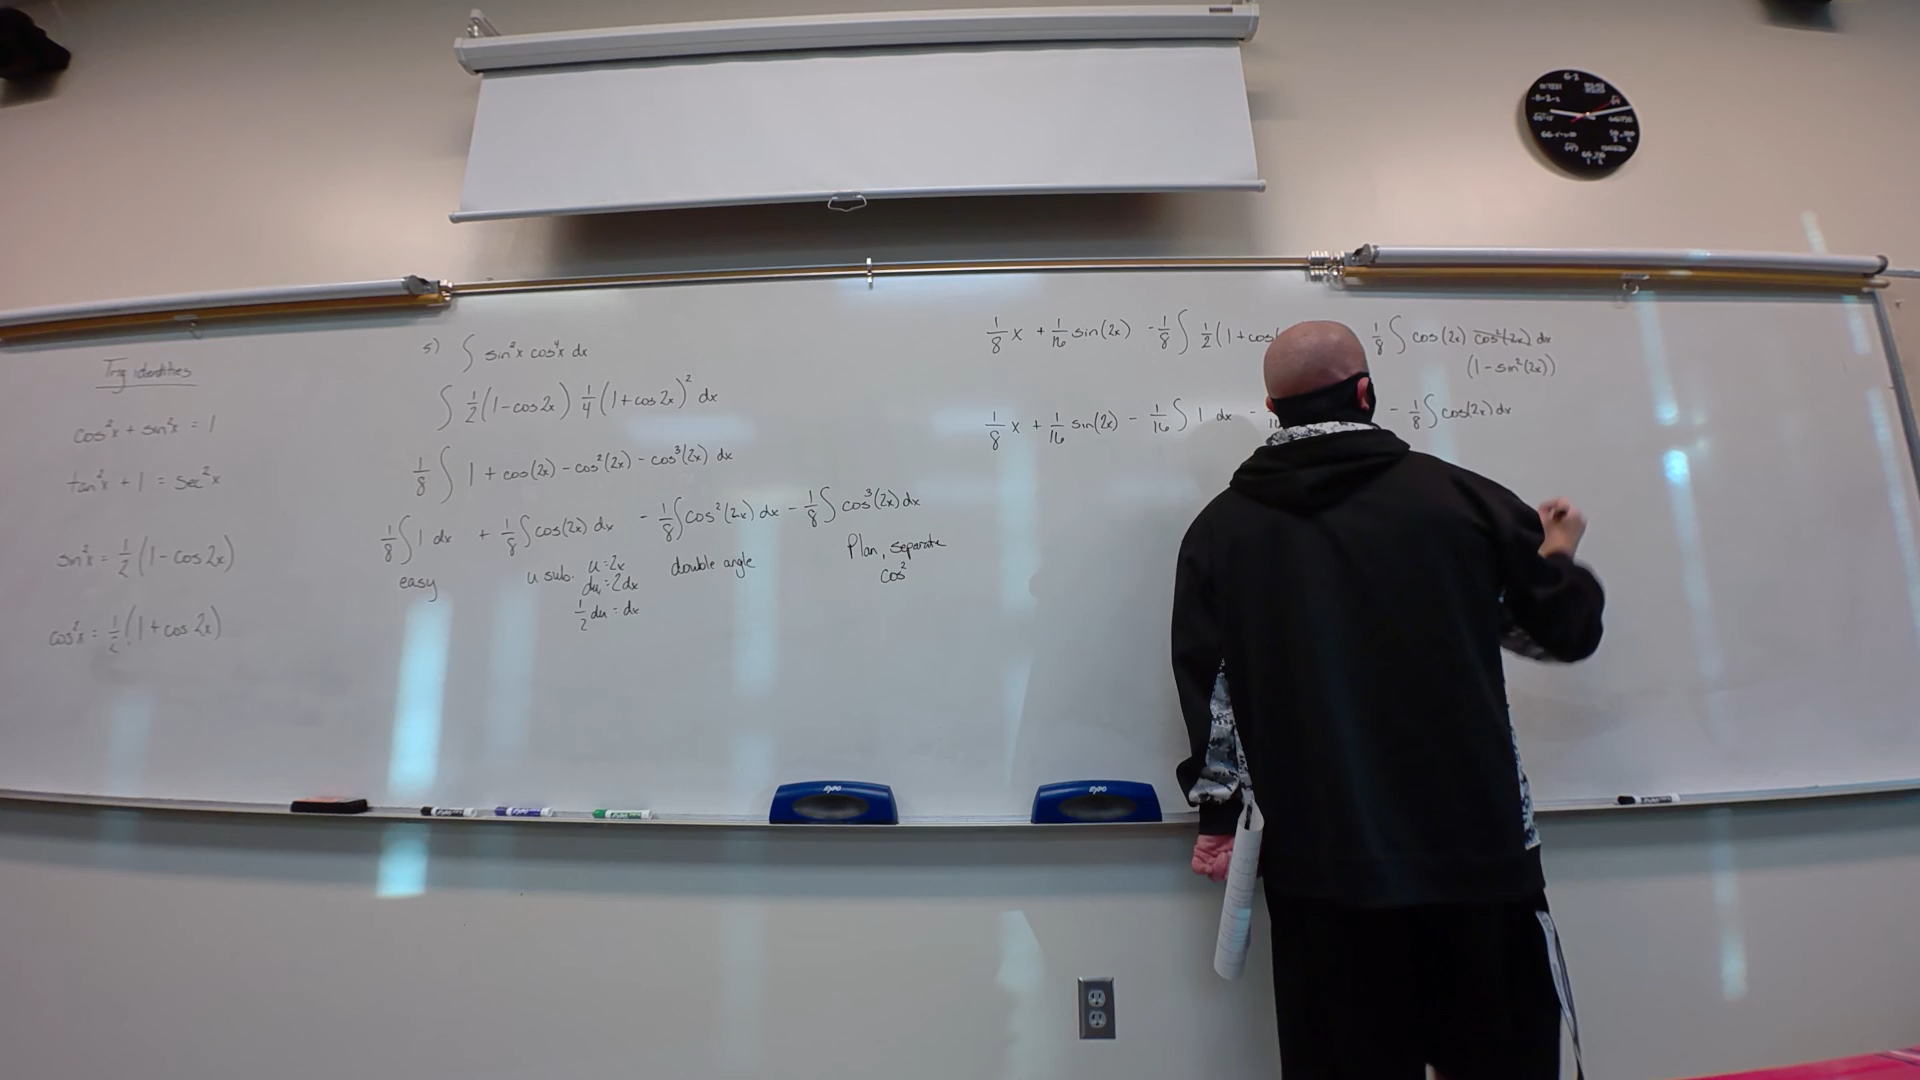 Trig identities
cos²x + sin²x = 1
tan²x + 1 = sec²x
sin²x = 1/2 (1 - cos 2x)
cos²x = 1/2 (1 + cos 2x)
5) ∫ sin²x cos⁴x dx
∫ 1/2 (1 - cos 2x) 1/4 (1 + cos 2x)² dx
1/8 ∫ 1 + cos(2x) - cos²(2x) - cos³(2x) dx
1/8 ∫ 1 dx + 1/8 ∫ cos(2x) dx - 1/8 ∫ cos²(2x) dx - 1/8 ∫ cos³(2x) dx
easy
u sub. u = 2x
du = 2dx
1/2 du = dx
double angle
Plan, separate
cos²
1/8 x + 1/16 sin(2x) - 1/8 ∫ 1/2 (1 + cos( 1/8 ∫ cos(2x) cos²(2x) dx
(1 - sin²(2x))
1/8 x + 1/16 sin(2x) - 1/16 ∫ 1 dx - - 1/8 ∫ cos(2x) dx
EXPO
EXPO